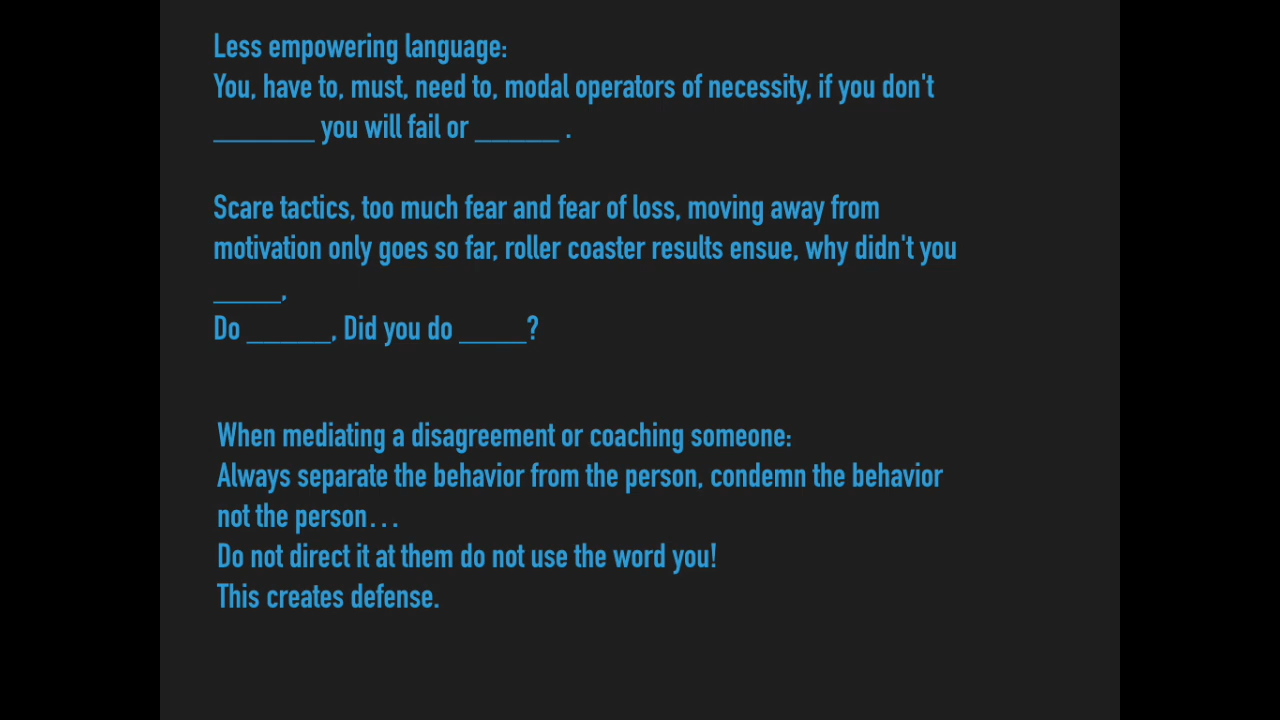 Less empowering language:
You, have to, must, need to, modal operators of necessity, if you don't
______ you will fail or _____ .
Scare tactics, too much fear and fear of loss, moving away from
motivation only goes so far, roller coaster results ensue, why didn't you
____,
Do _____, Did you do ____?
When mediating a disagreement or coaching someone:
Always separate the behavior from the person, condemn the behavior
not the person...
Do not direct it at them do not use the word you!
This creates defense.